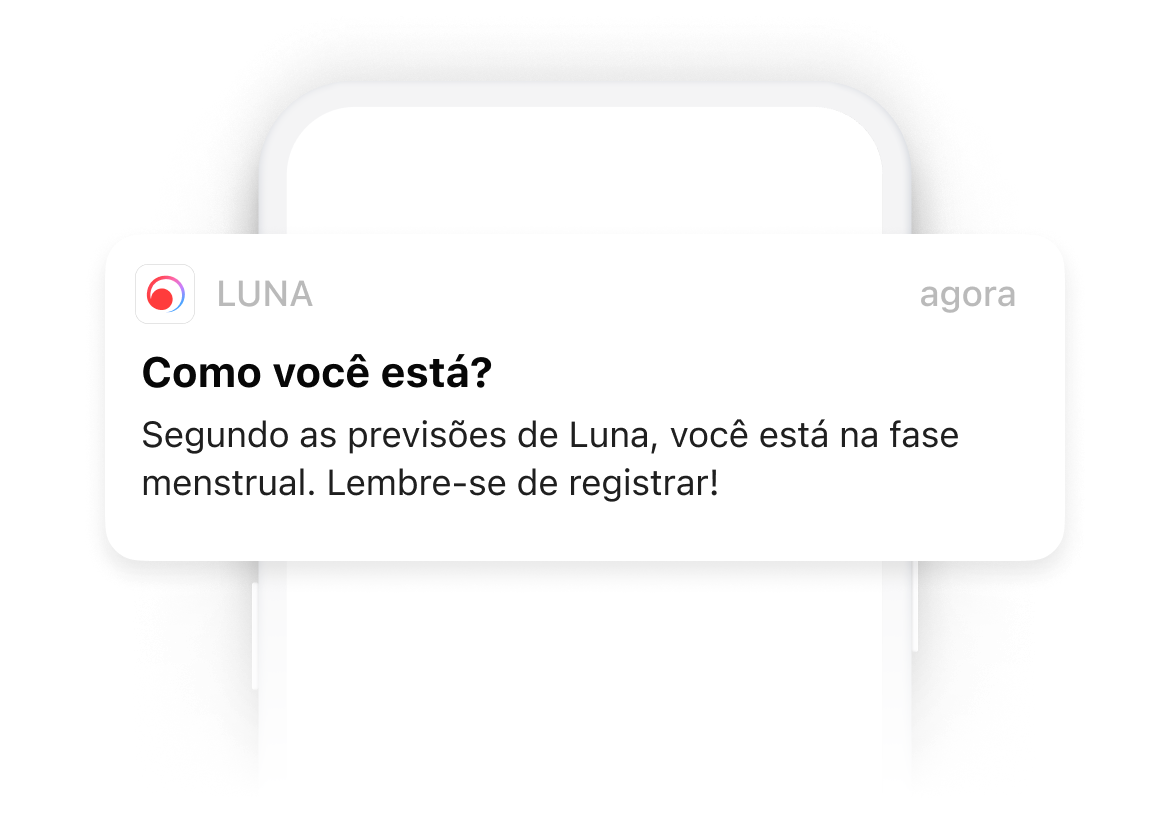 LUNA
agora
Como você está?
Segundo as previsões de Luna, você está na fase
menstrual. Lembre-se de registrar!